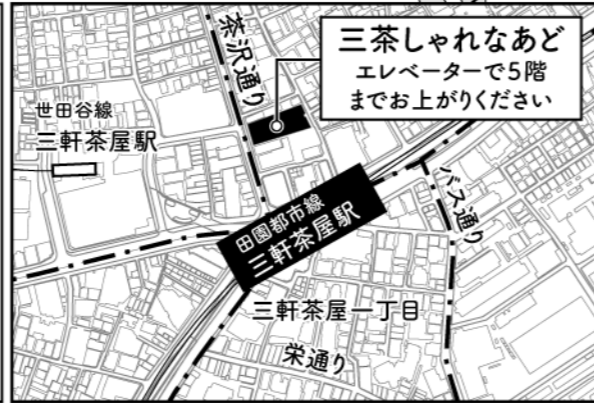 三茶しゃれなあど
エレベーターで5階
までお上がりください
茶沢通り
世田谷線
三軒茶屋駅
バス通り
田園都市線
三軒茶屋駅
三軒茶屋一丁目
栄通り